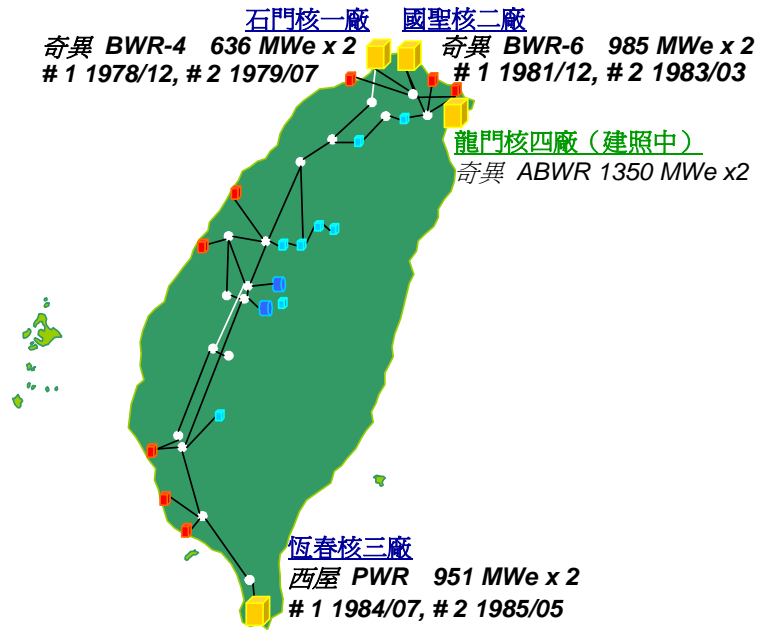 石門核一廠
奇異 BWR-4 636 MWe x 2
# 1 1978/12, # 2 1979/07
國聖核二廠
奇異 BWR-6 985 MWe x 2
# 1 1981/12, # 2 1983/03
龍門核四廠（建照中）
奇異 ABWR 1350 MWe x2
恆春核三廠
西屋 PWR 951 MWe x 2
# 1 1984/07, # 2 1985/05